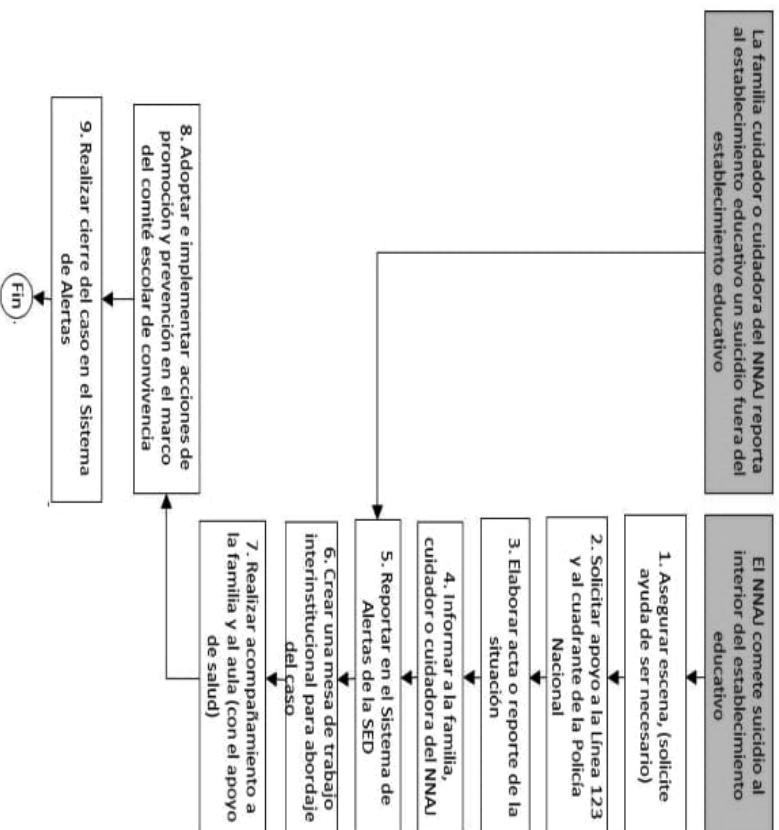 La familia cuidador o cuidadora del NNAJ reporta
al establecimiento educativo un suicidio fuera del
establecimiento educativo
El NNAJ comete suicidio al
interior del establecimiento
educativo
1. Asegurar escena, (solicite
ayuda de ser necesario)
2. Solicitar apoyo a la Línea 123
y al cuadrante de la Policía
Nacional
3. Elaborar acta o reporte de la
situación
4. Informar a la familia,
cuidador o cuidadora del NNAJ
5. Reportar en el Sistema de
Alertas de la SED
6. Crear una mesa de trabajo
interinstitucional para abordaje
del caso
7. Realizar acompañamiento a
la familia y al aula (con el apoyo
de salud)
8. Adoptar e implementar acciones de
promoción y prevención en el marco
del comité escolar de convivencia
9. Realizar cierre del caso en el Sistema
de Alertas
Fin